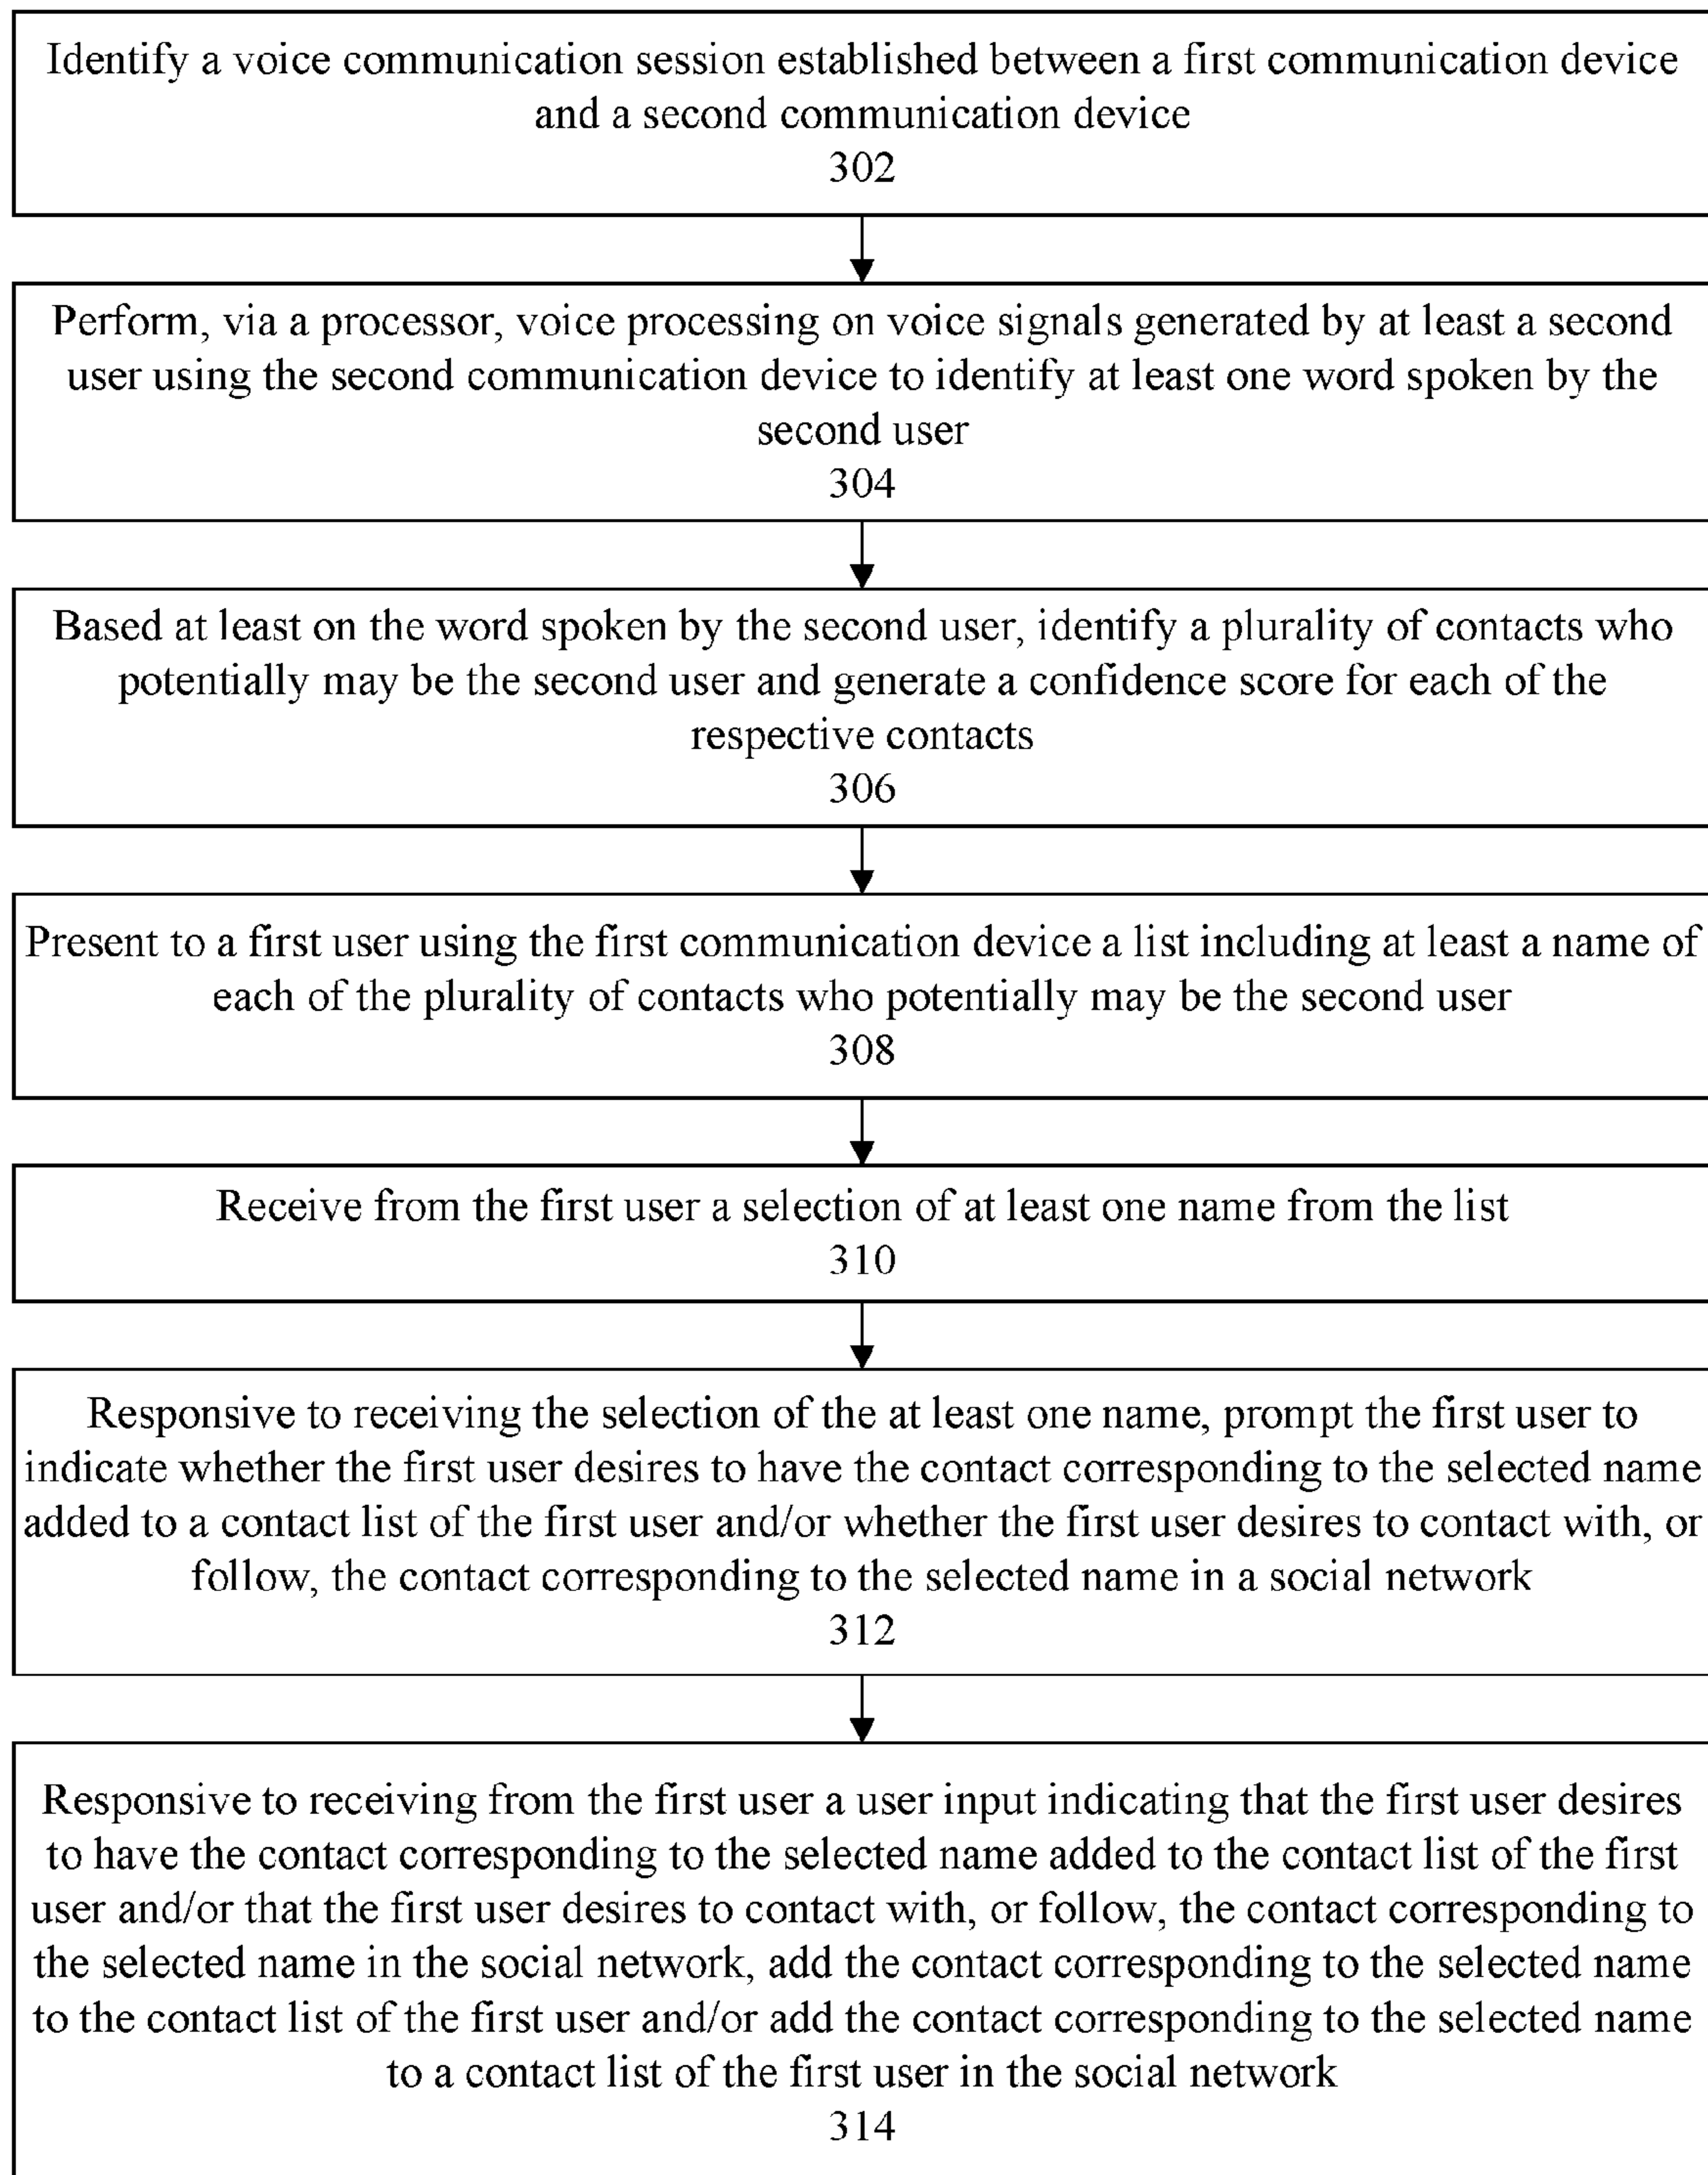 Identify a voice communication session established between a first communication device
and a second communication device
302
Perform, via a processor, voice processing on voice signals generated by at least a second
user using the second communication device to identify at least one word spoken by the
second user
304
Based at least on the word spoken by the second user, identify a plurality of contacts who
potentially may be the second user and generate a confidence score for each of the
respective contacts
306
Present to a first user using the first communication device a list including at least a name of
each of the plurality of contacts who potentially may be the second user
308
Receive from the first user a selection of at least one name from the list
310
Responsive to receiving the selection of the at least one name, prompt the first user to
indicate whether the first user desires to have the contact corresponding to the selected name
added to a contact list of the first user and/or whether the first user desires to contact with, or
follow, the contact corresponding to the selected name in a social network
312
Responsive to receiving from the first user a user input indicating that the first user desires
to have the contact corresponding to the selected name added to the contact list of the first
user and/or that the first user desires to contact with, or follow, the contact corresponding to
the selected name in the social network, add the contact corresponding to the selected name
to the contact list of the first user and/or add the contact corresponding to the selected name
to a contact list of the first user in the social network
314